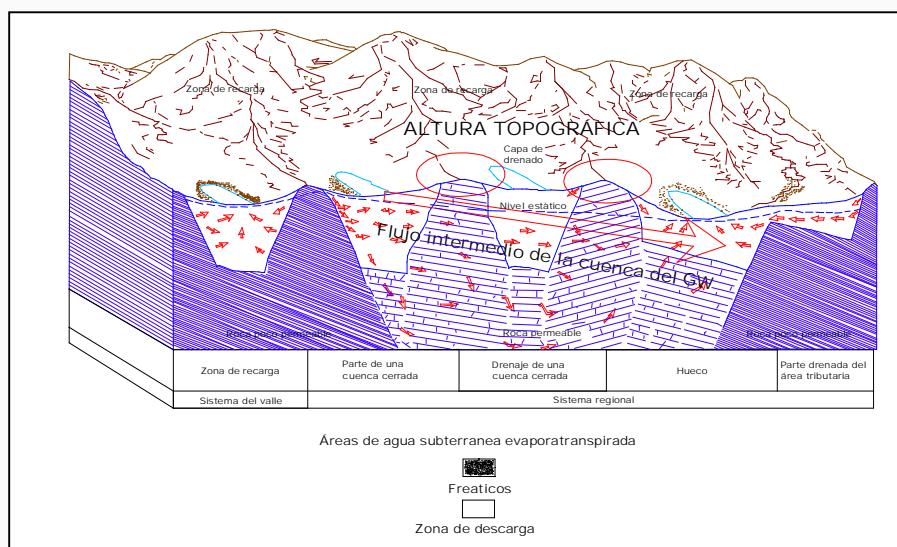 Zona de recarga
Zona de recarga
Zona de recarga
ALTURA TOPOGRÁFICA
Capa de
drenado
Nivel estático
Flujo intermedio de la cuenca del GW
Roca poco permeable
Roca permeable
Roca poco permeable
Zona de recarga
Parte de una
cuenca cerrada
Drenaje de una
cuenca cerrada
Hueco
Parte drenada del
área tributaria
Sistema del valle
Sistema regional
Áreas de agua subterranea evaporatranspirada
Freaticos
Zona de descarga